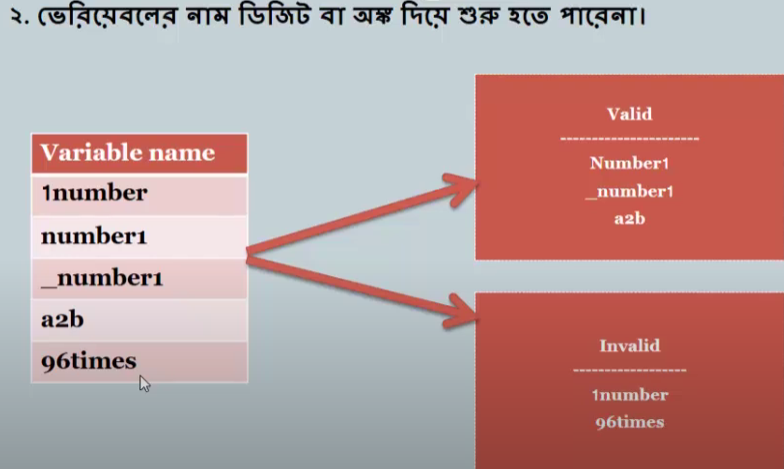 ২. ভেরিয়েবলের নাম ডিজিট বা অঙ্ক দিয়ে শুরু হতে পারেনা।
Variable name
1number
number1
_number1
a2b
96times
Valid
----------------------
Number1
_number1
a2b
Invalid
------------------
1number
96times